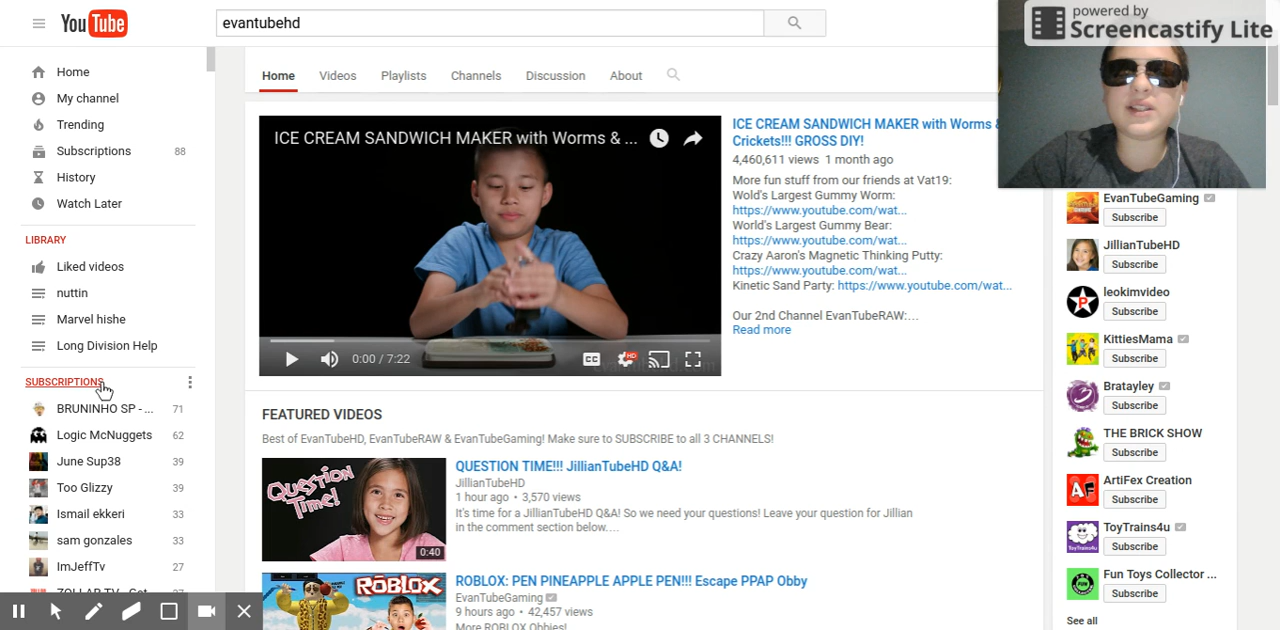 YouTube
evantubehd
powered by
Screencastify Lite
Home
My channel
Trending
Subscriptions 88
History
Watch Later
LIBRARY
Liked videos
nuttin
Marvel hishe
Long Division Help
SUBSCRIPTIONS
BRUNINHO SP - ... 71
Logic McNuggets 62
June Sup38 39
Too Glizzy 39
Ismail ekkeri 33
sam gonzales 33
ImJeffTv 27
Home Videos Playlists Channels Discussion About
ICE CREAM SANDWICH MAKER with Worms & ...
0:00 / 7:22
CC
HD
ICE CREAM SANDWICH MAKER with Worms &
Crickets!!! GROSS DIY!
4,460,611 views 1 month ago
More fun stuff from our friends at Vat19:
Wold's Largest Gummy Worm:
https://www.youtube.com/wat...
World's Largest Gummy Bear:
https://www.youtube.com/wat...
Crazy Aaron's Magnetic Thinking Putty:
https://www.youtube.com/wat...
Kinetic Sand Party: https://www.youtube.com/wat...
Our 2nd Channel EvanTubeRAW:...
Read more
FEATURED VIDEOS
Best of EvanTubeHD, EvanTubeRAW & EvanTubeGaming! Make sure to SUBSCRIBE to all 3 CHANNELS!
Question
Time!
0:40
QUESTION TIME!!! JillianTubeHD Q&A!
JillianTubeHD
1 hour ago • 3,570 views
It's time for a JillianTubeHD Q&A! So we need your questions! Leave your question for Jillian
in the comment section below....
ROBLOX
ROBLOX: PEN PINEAPPLE APPLE PEN!!! Escape PPAP Obby
EvanTubeGaming
9 hours ago • 42,457 views
More ROBLOX Obbies!
EvanTubeGaming
Subscribe
JillianTubeHD
Subscribe
leokimvideo
Subscribe
KittiesMama
Subscribe
Bratayley
Subscribe
THE BRICK SHOW
Subscribe
AF
ArtiFex Creation
Subscribe
ToyTrains4u
ToyTrains4u
Subscribe
FUN
Fun Toys Collector ...
Subscribe
See all